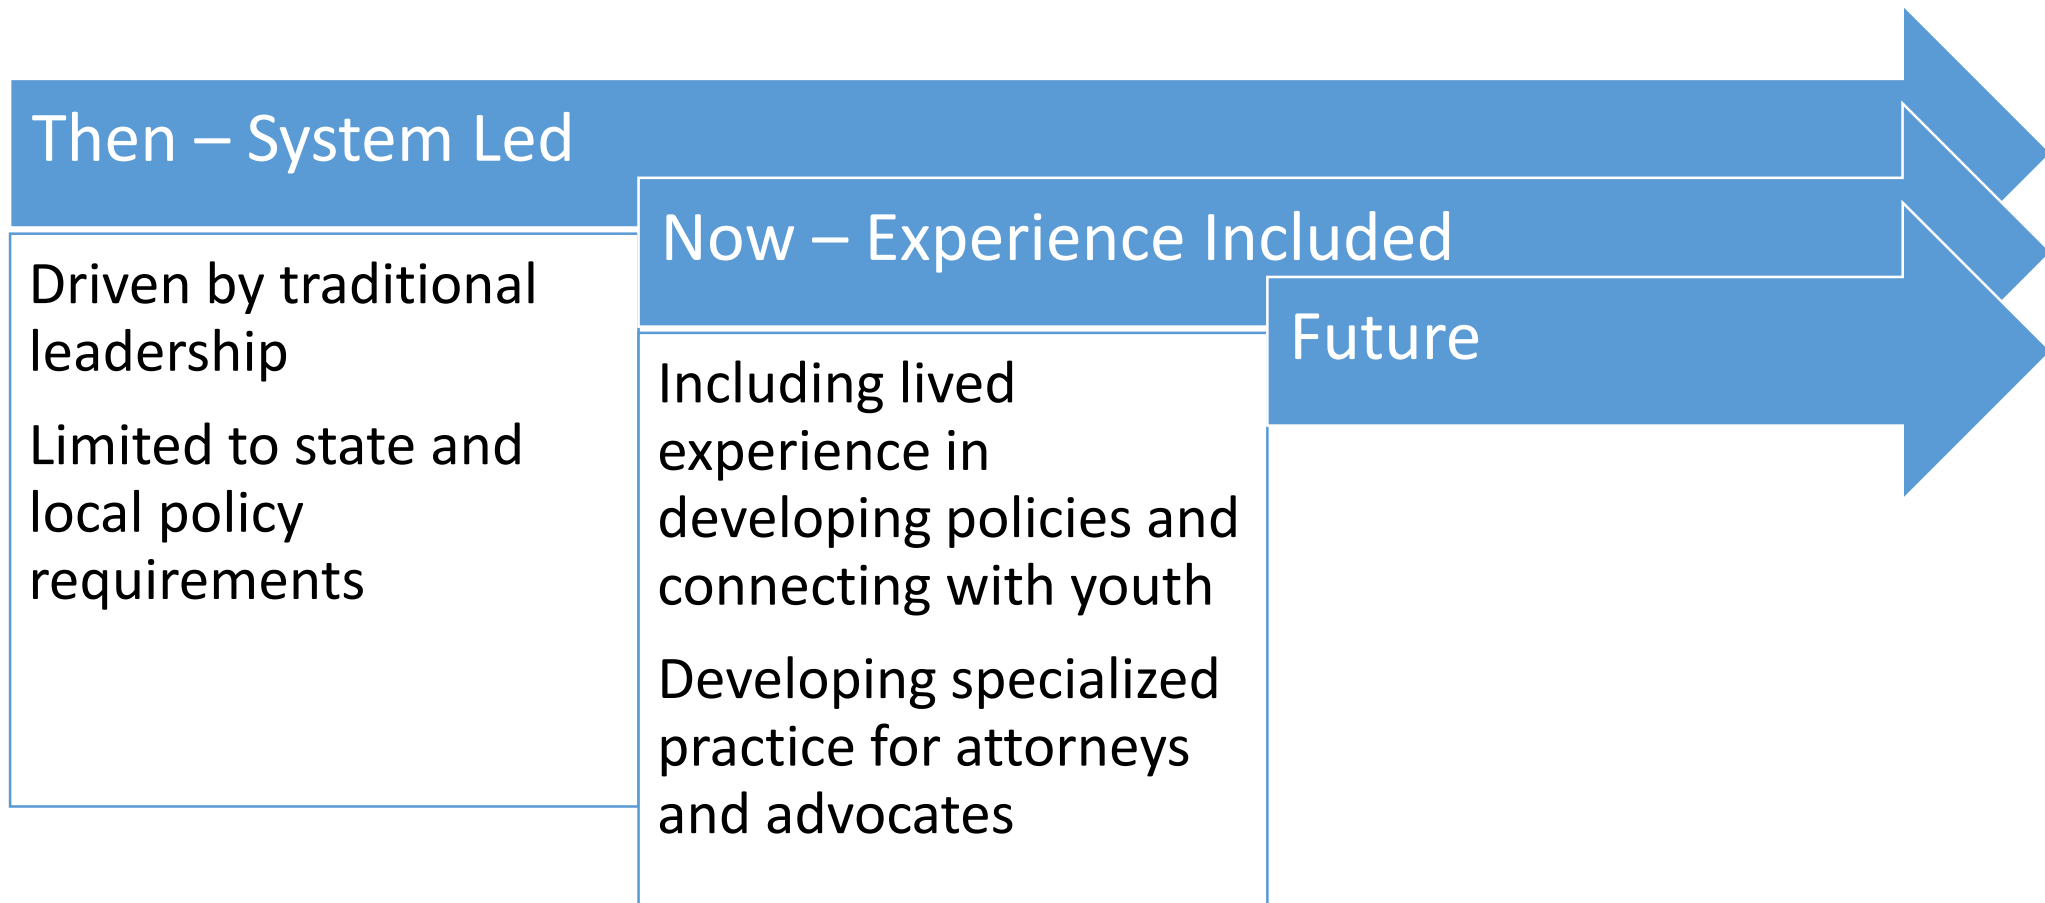 Then – System Led
Driven by traditional
leadership
Limited to state and
local policy
requirements
Now – Experience Included
Including lived
experience in
developing policies and
connecting with youth
Developing specialized
practice for attorneys
and advocates
Future